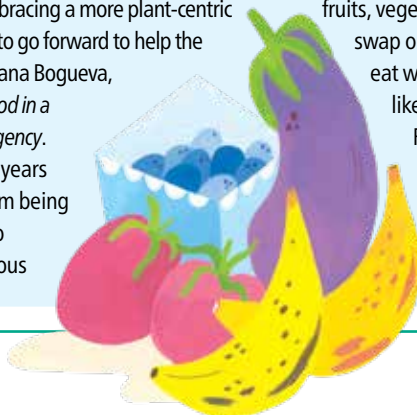 bracing a more plant-centric
to go forward to help the
ana Bogueva,
od in a
gency.
years
m being
o
ous
fruits, vege
swap o
eat w
like